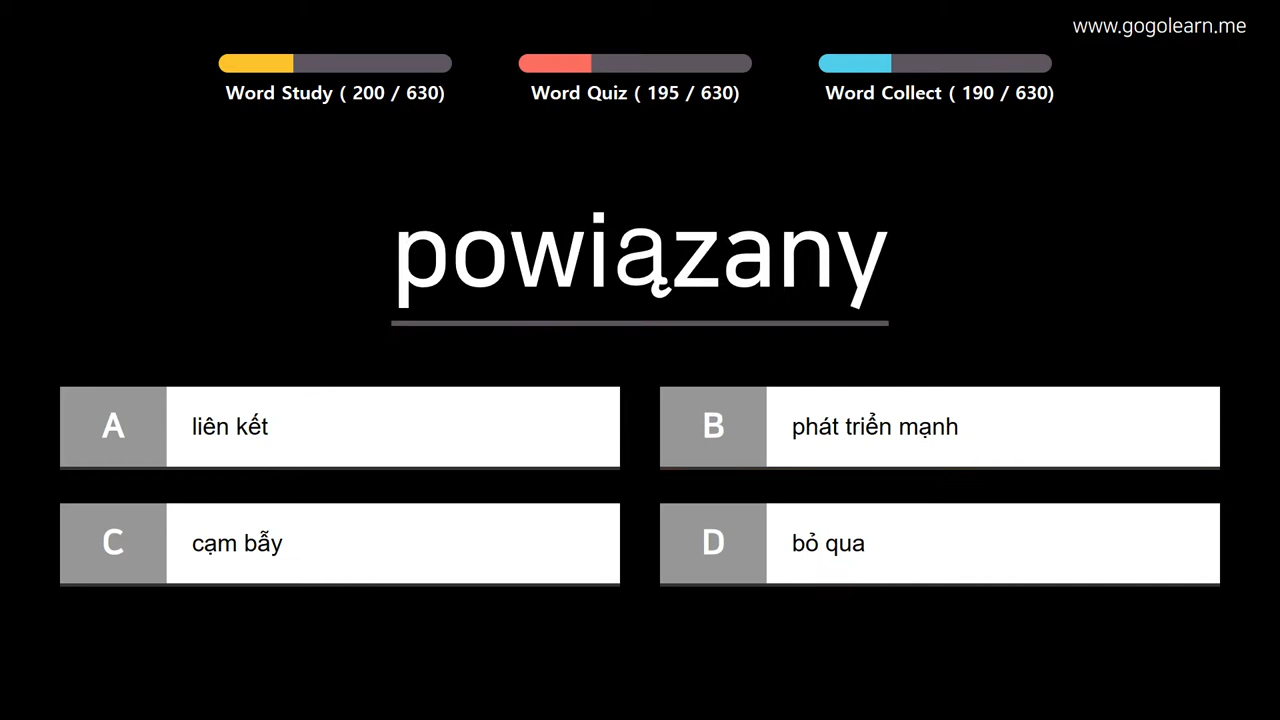 www.gogolearn.me
Word Study ( 200 / 630)
Word Quiz ( 195 / 630)
Word Collect ( 190 / 630)
powiązany
A liên kết
B phát triển mạnh
C cạm bẫy
D bỏ qua